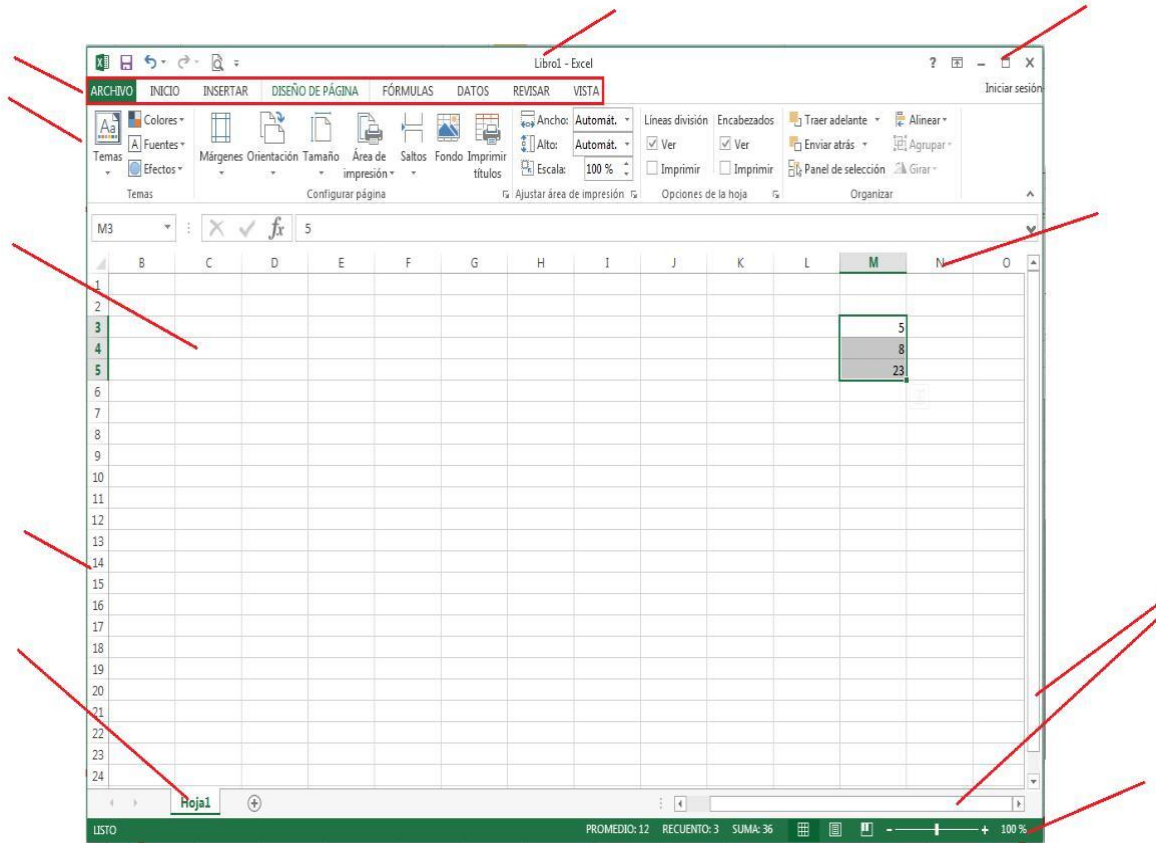 Libro1 - Excel
?
X
ARCHIVO INICIO INSERTAR DISEÑO DE PÁGINA FÓRMULAS DATOS REVISAR VISTA Iniciar sesión
Aa Colores Ancho: Automát. Líneas división Encabezados Traer adelante Alinear
A Fuentes Alto: Automát. Ver Ver Enviar atrás Agrupar
Temas Efectos Márgenes Orientación Tamaño Área de impresión Saltos Fondo Imprimir títulos Escala: 100 % Imprimir Imprimir Panel de selección Girar
Temas Configurar página Ajustar área de impresión Opciones de la hoja Organizar
M3 fx 5
B C D E F G H I J K L M N O
1
2
3 5
4 8
5 23
6
7
8
9
10
11
12
13
14
15
16
17
18
19
20
21
22
23
24
Hoja1
LISTO PROMEDIO: 12 RECUENTO: 3 SUMA: 36 - + 100 %